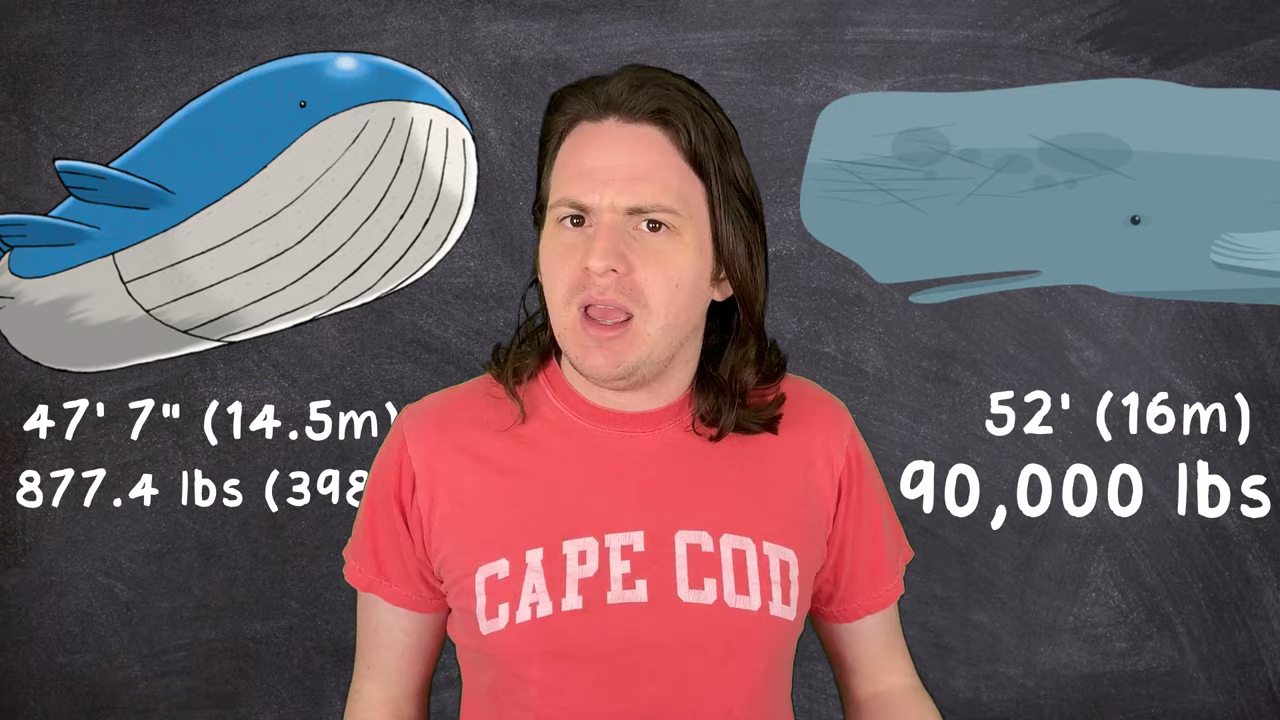 47' 7" (14.5m)
877.4 lbs (398
52' (16m)
90,000 lbs
CAPE COD